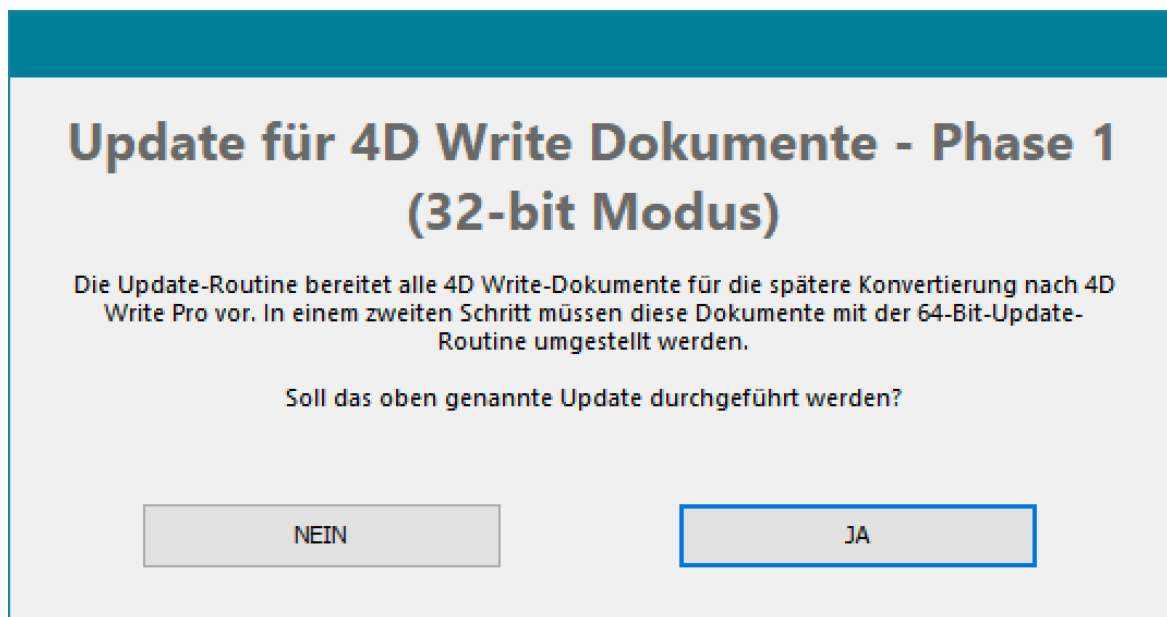 Update für 4D Write Dokumente - Phase 1
(32-bit Modus)
Die Update-Routine bereitet alle 4D Write-Dokumente für die spätere Konvertierung nach 4D
Write Pro vor. In einem zweiten Schritt müssen diese Dokumente mit der 64-Bit-Update-
Routine umgestellt werden.
Soll das oben genannte Update durchgeführt werden?
NEIN
JA